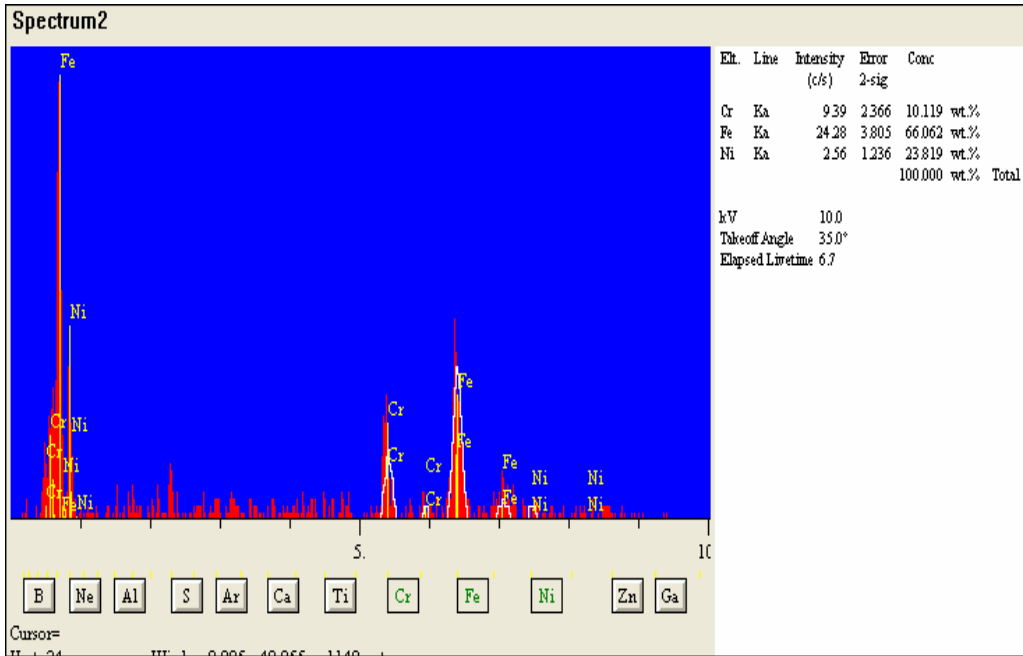 Spectrum2
Elt. Line Intensity Error Conc
(c/s) 2-sig
Cr Ka 9.39 2.366 10.119 wt.%
Fe Ka 24.28 3.805 66.062 wt.%
Ni Ka 2.56 1.236 23.819 wt.%
100.000 wt.% Total
kV 10.0
Takeoff Angle 35.0°
Elapsed Livetime 6.7
Fe
Ni
Cr Ni
Cr Ni
Cr Fe Ni
Cr Fe
Cr Fe
Cr Fe Ni Ni
Cr Fe Ni Ni
5. 10
B Ne Al S Ar Ca Ti Cr Fe Ni Zn Ga
Cursor=